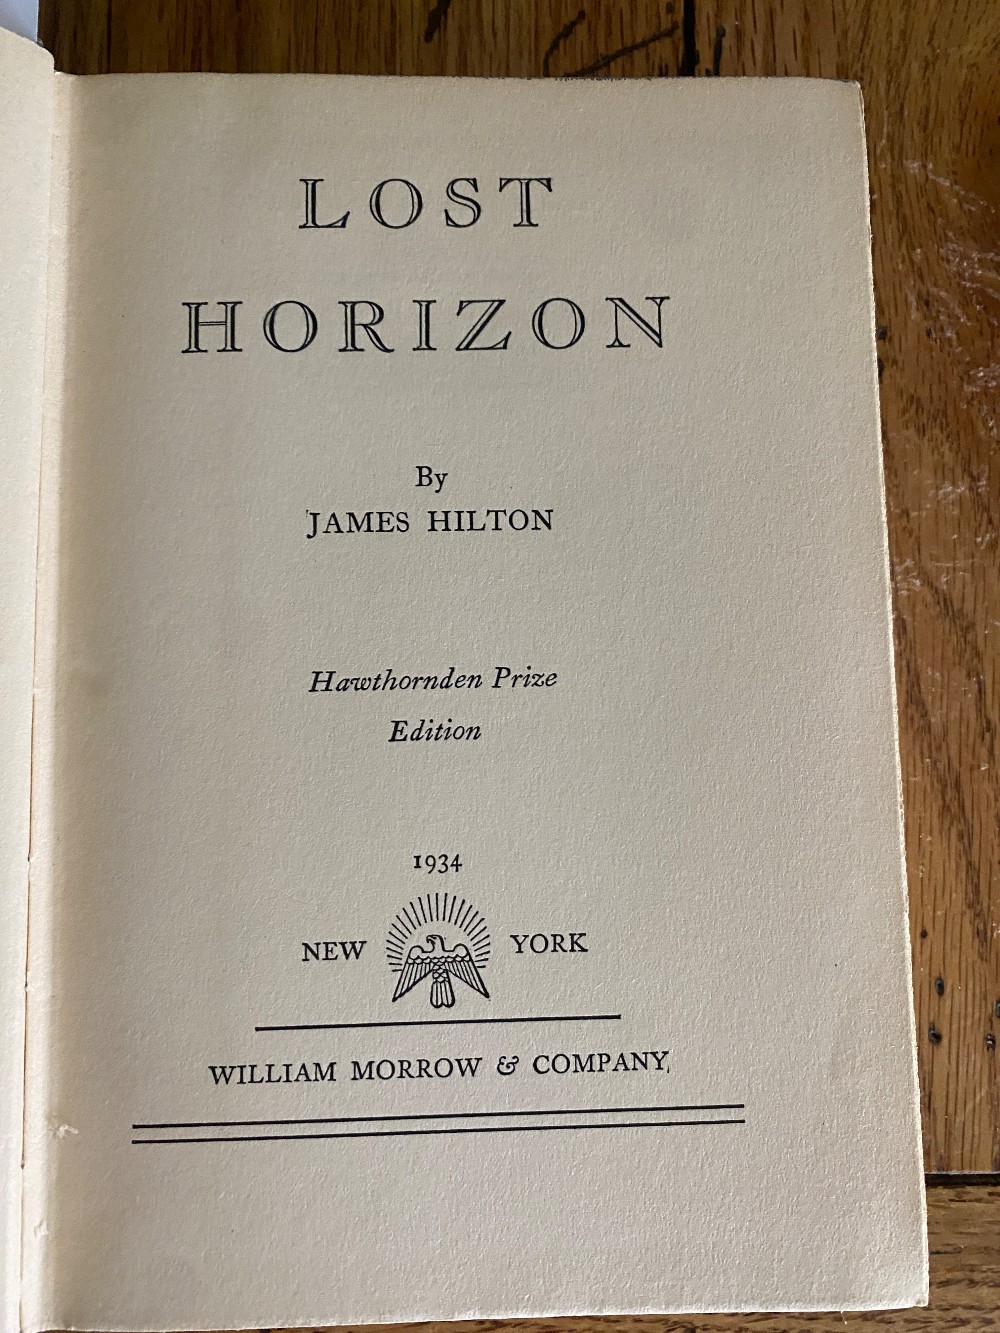 LOST
HORIZON
By
JAMES HILTON
Hawthornden Prize
Edition
1934
NEW YORK
WILLIAM MORROW & COMPANY